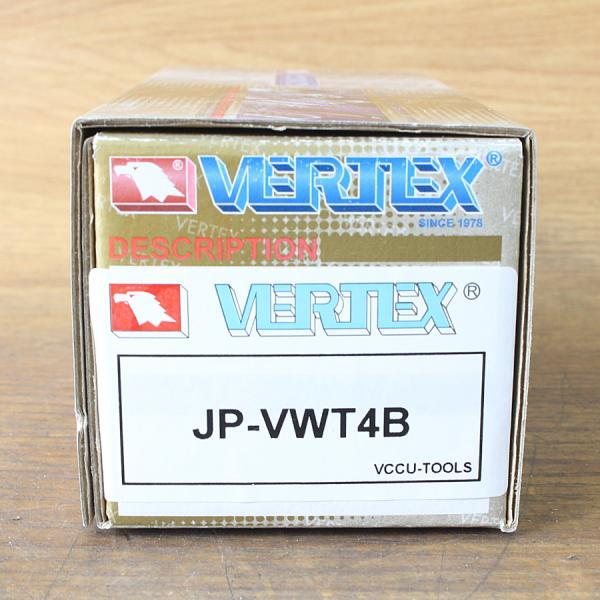 VERTEX®
SINCE 1978
DESCRIPTION
VERTEX®
JP-VWT4B
VCCU-TOOLS